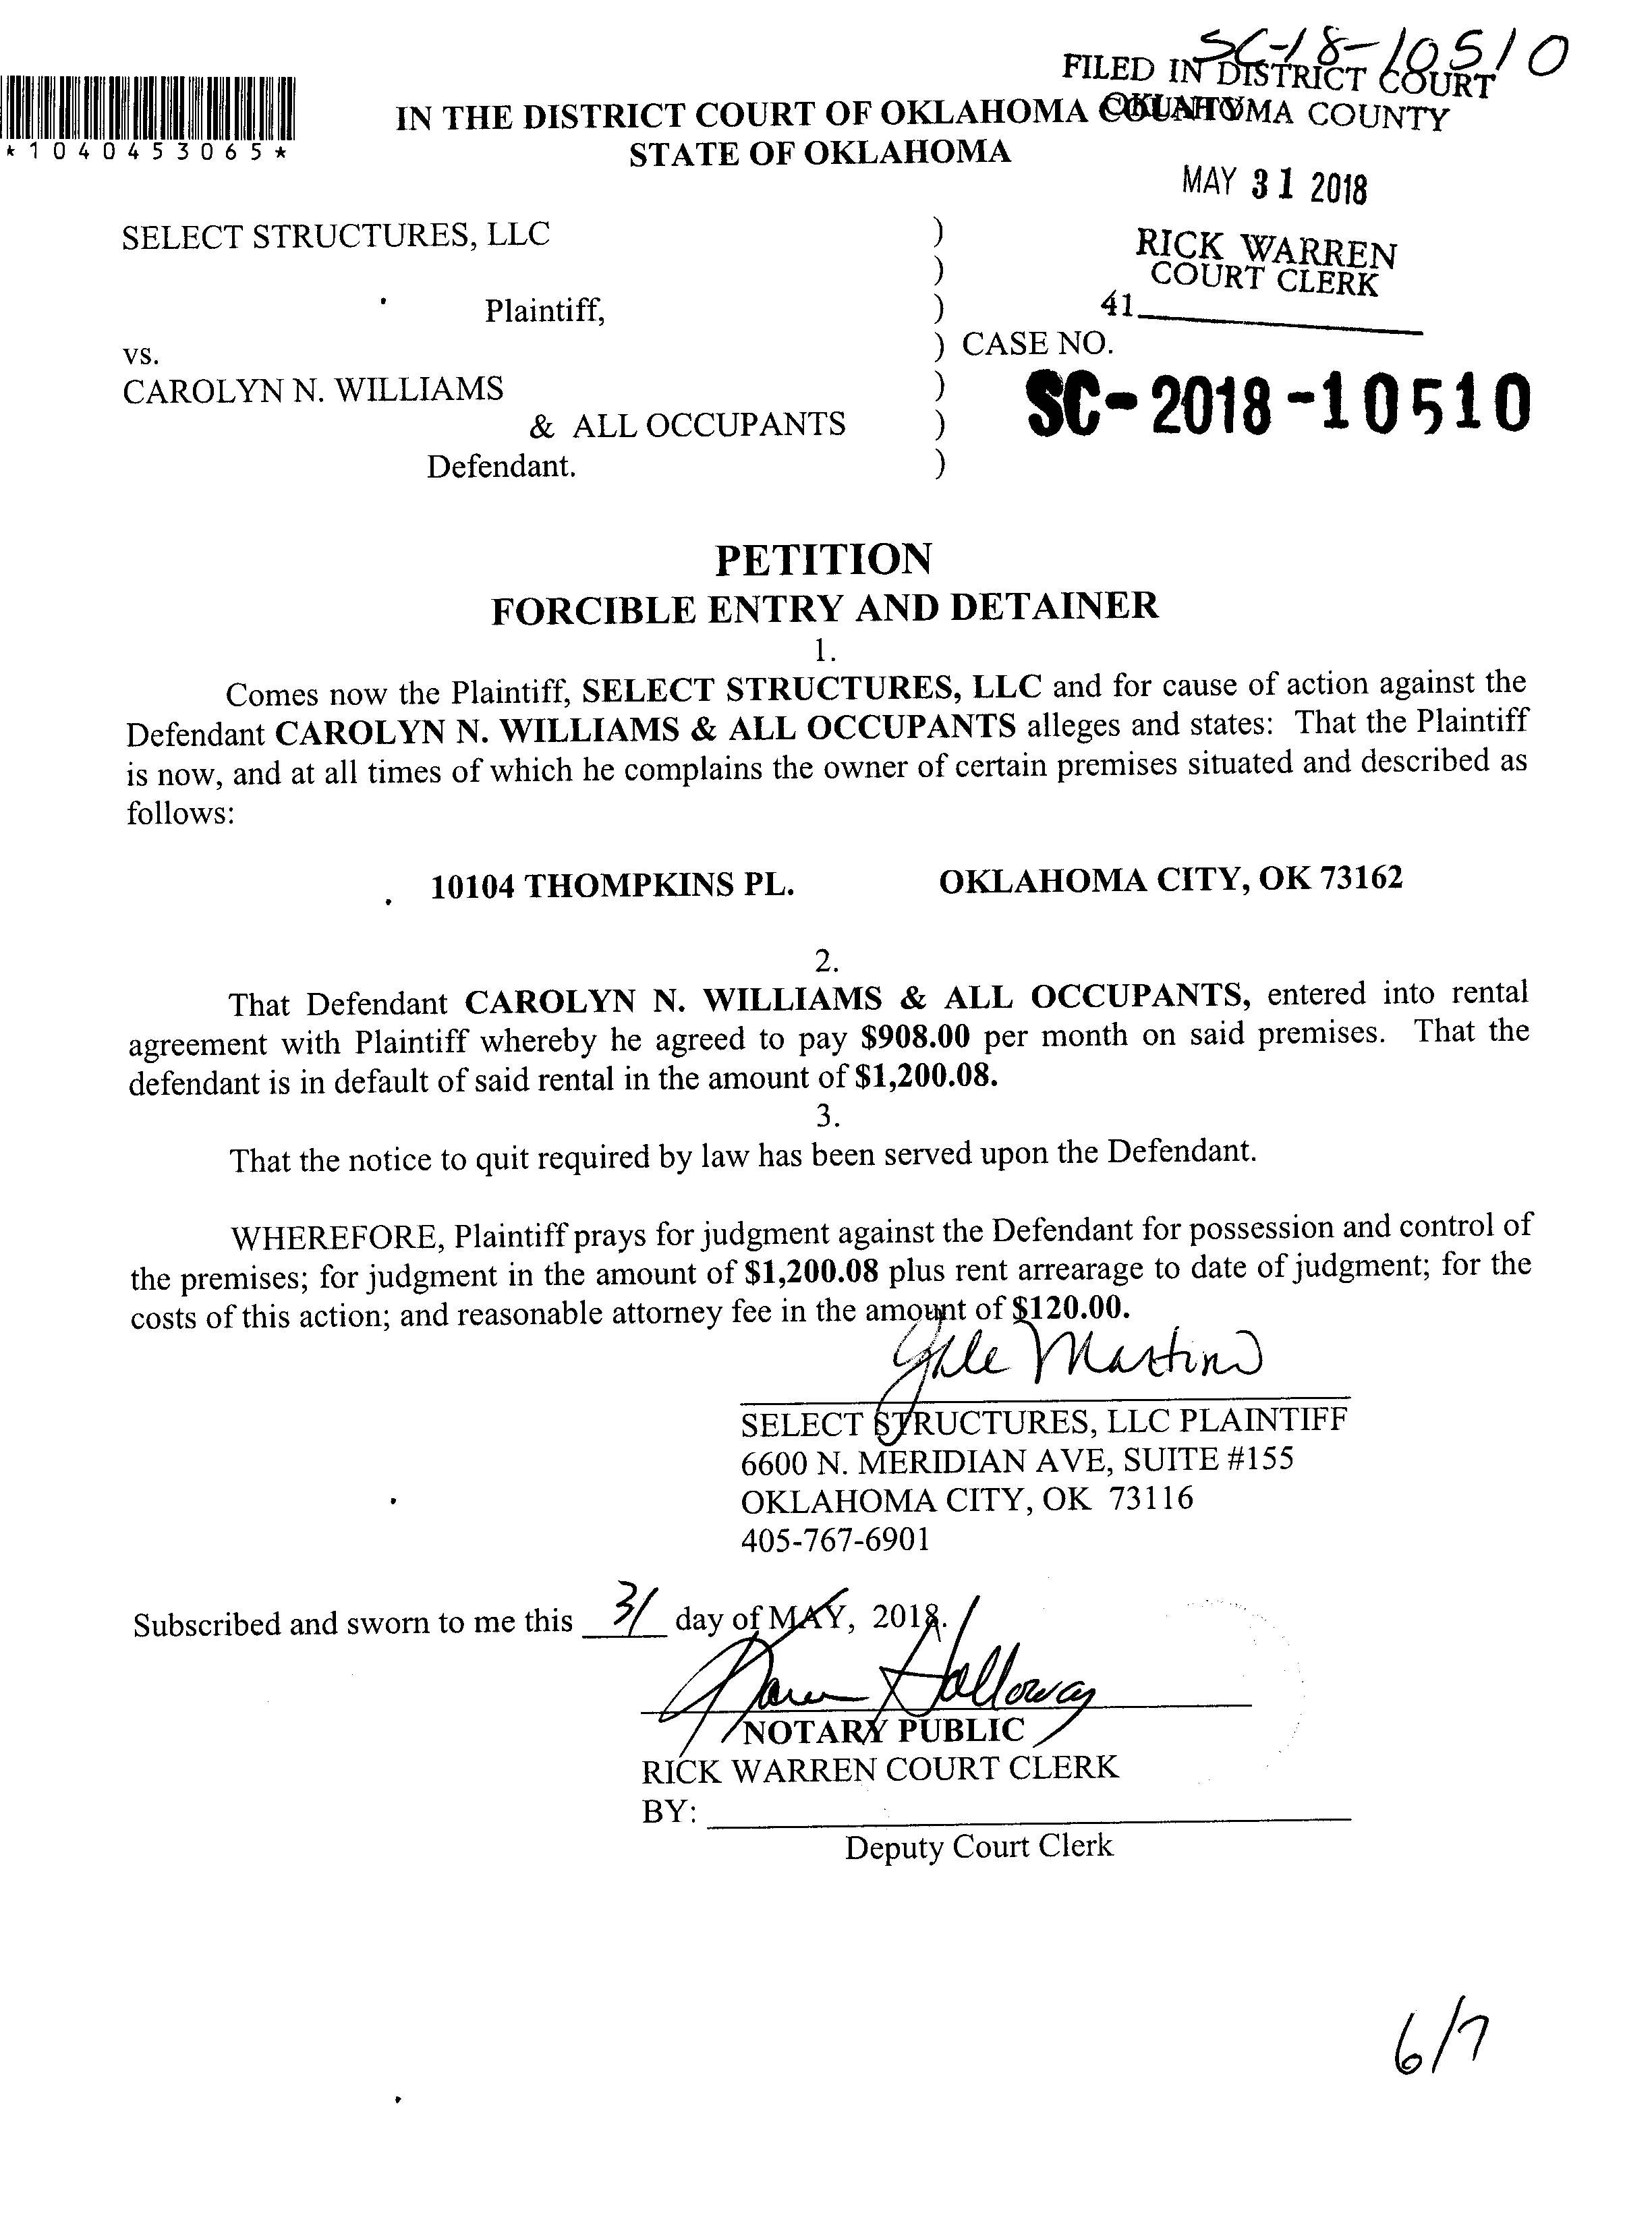 SC-18-10510
FILED IN DISTRICT COURT
OKLAHOMA COUNTY
*1040453065*
IN THE DISTRICT COURT OF OKLAHOMA COUNTY
STATE OF OKLAHOMA
MAY 31 2018
RICK WARREN
COURT CLERK
41
SELECT STRUCTURES, LLC )
)
Plaintiff, )
vs. ) CASE NO.
CAROLYN N. WILLIAMS ) SC-2018-10510
& ALL OCCUPANTS )
Defendant. )
PETITION
FORCIBLE ENTRY AND DETAINER
1.
Comes now the Plaintiff, SELECT STRUCTURES, LLC and for cause of action against the
Defendant CAROLYN N. WILLIAMS & ALL OCCUPANTS alleges and states: That the Plaintiff
is now, and at all times of which he complains the owner of certain premises situated and described as
follows:
10104 THOMPKINS PL. OKLAHOMA CITY, OK 73162
2.
That Defendant CAROLYN N. WILLIAMS & ALL OCCUPANTS, entered into rental
agreement with Plaintiff whereby he agreed to pay $908.00 per month on said premises. That the
defendant is in default of said rental in the amount of $1,200.08.
3.
That the notice to quit required by law has been served upon the Defendant.
WHEREFORE, Plaintiff prays for judgment against the Defendant for possession and control of
the premises; for judgment in the amount of $1,200.08 plus rent arrearage to date of judgment; for the
costs of this action; and reasonable attorney fee in the amount of $120.00.
Martin
SELECT STRUCTURES, LLC PLAINTIFF
6600 N. MERIDIAN AVE, SUITE #155
OKLAHOMA CITY, OK 73116
405-767-6901
Subscribed and sworn to me this 31 day of MAY, 2018.
Karen Holloway
NOTARY PUBLIC
RICK WARREN COURT CLERK
BY:
Deputy Court Clerk
6/7